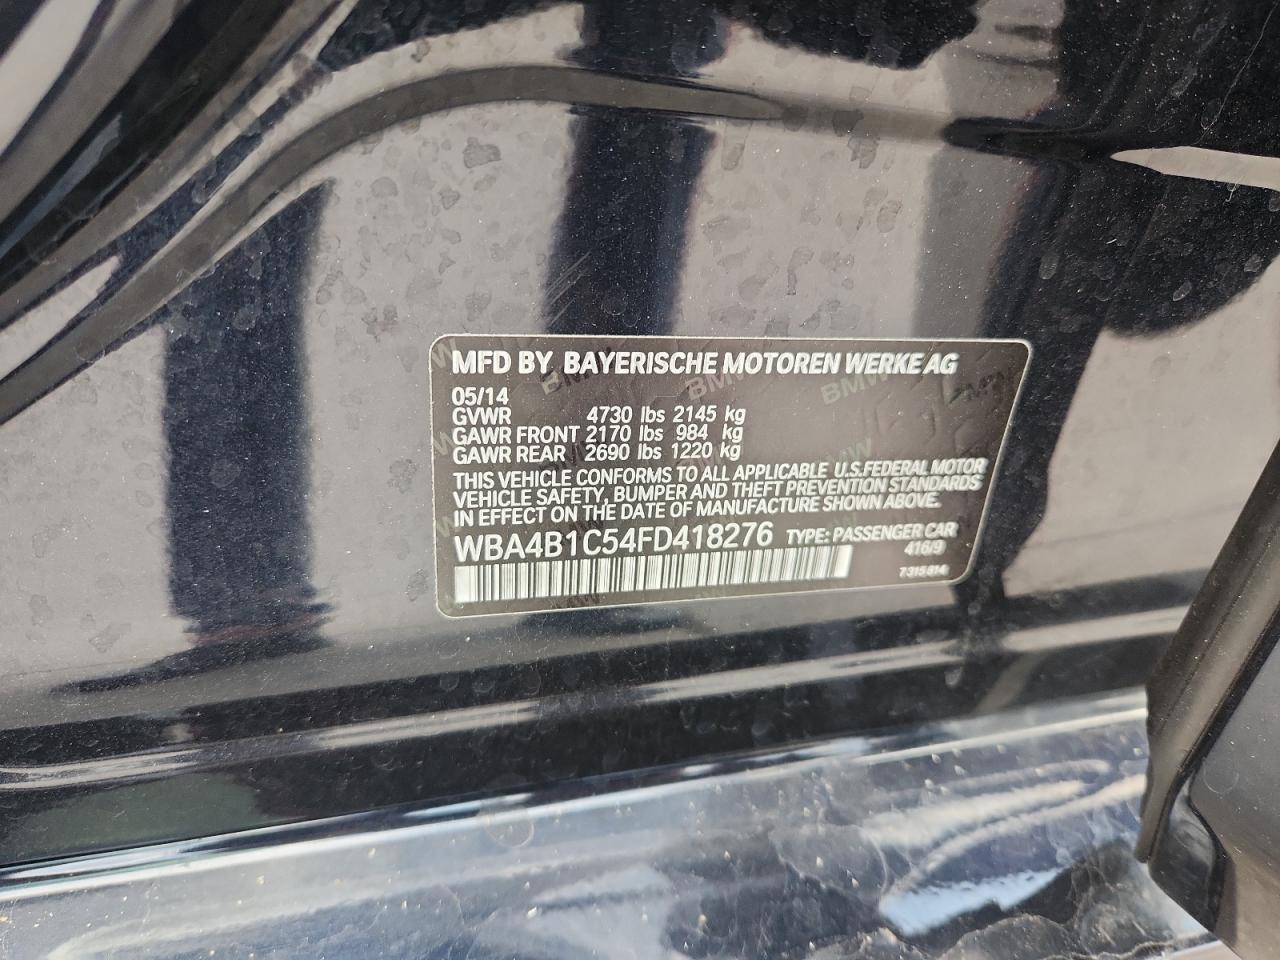 MFD BY BAYERISCHE MOTOREN WERKE AG
05/14
GVWR 4730 lbs 2145 kg
GAWR FRONT 2170 lbs 984 kg
GAWR REAR 2690 lbs 1220 kg
THIS VEHICLE CONFORMS TO ALL APPLICABLE U.S.FEDERAL MOTOR
VEHICLE SAFETY, BUMPER AND THEFT PREVENTION STANDARDS
IN EFFECT ON THE DATE OF MANUFACTURE SHOWN ABOVE.
WBA4B1C54FD418276 TYPE: PASSENGER CAR
416/9
7315814